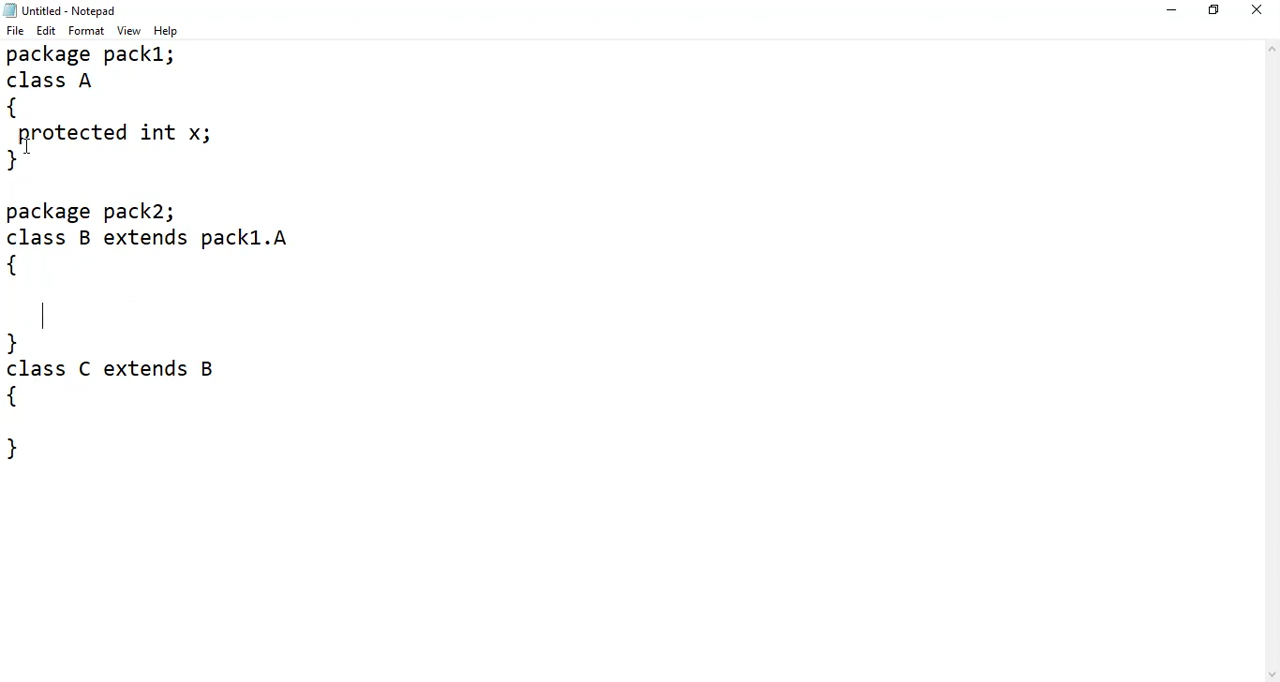 Untitled - Notepad
File Edit Format View Help
package pack1;
class A
{
protected int x;
}
package pack2;
class B extends pack1.A
{
}
class C extends B
{
}